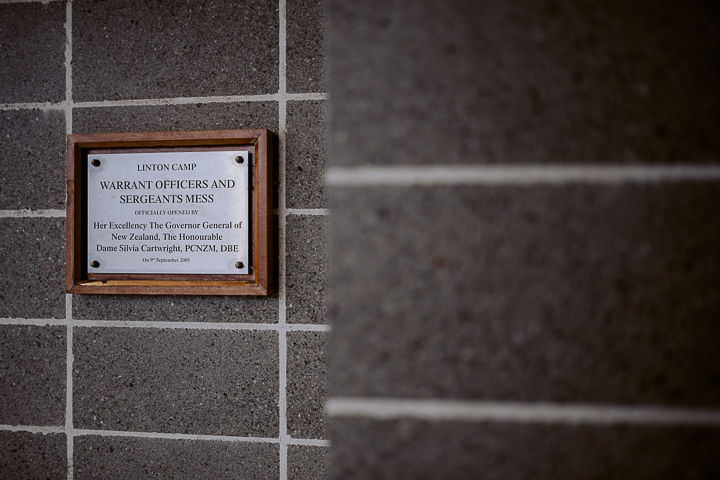 LINTON CAMP
WARRANT OFFICERS AND
SERGEANTS MESS
OFFICIALLY OPENED BY
Her Excellency The Governor General of
New Zealand, The Honourable
Dame Silvia Cartwright, PCNZM, DBE
On 9th September 2005